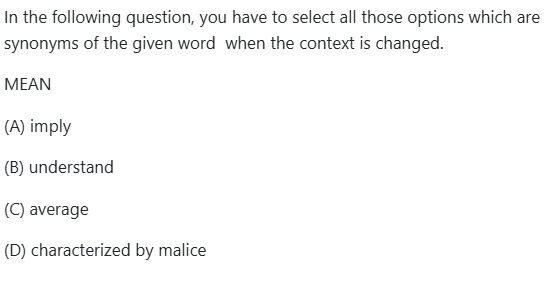 In the following question, you have to select all those options which are
synonyms of the given word  when the context is changed.
MEAN
(A) imply
(B) understand
(C) average
(D) characterized by malice